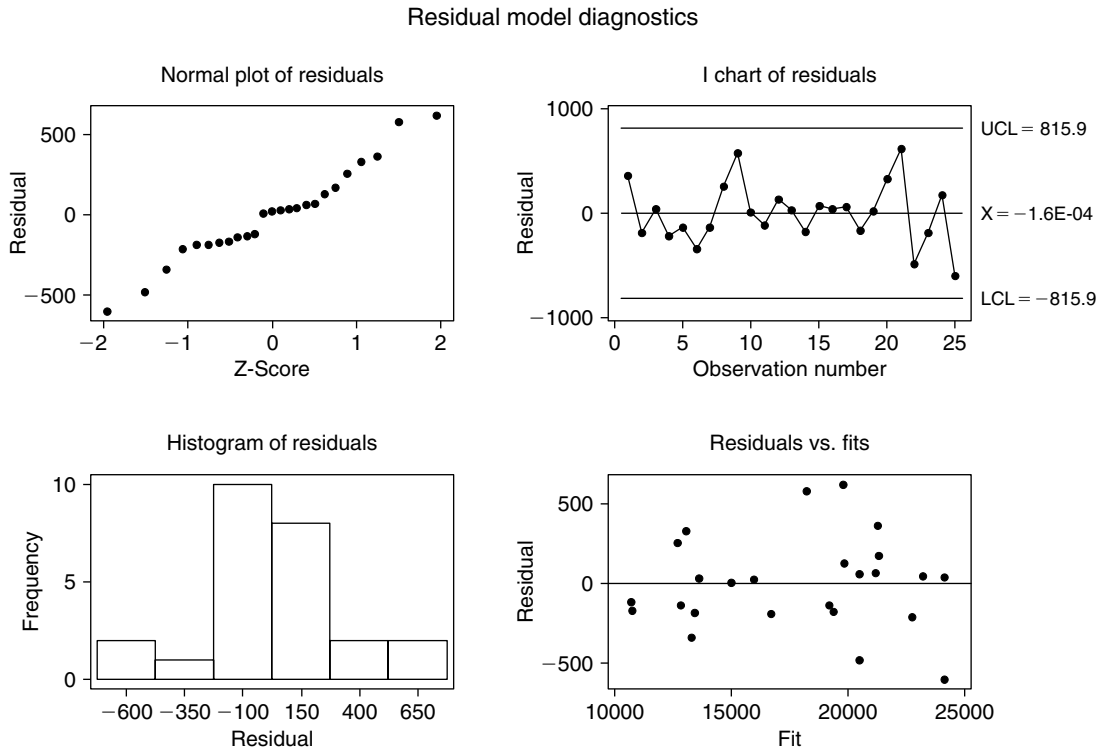 Residual model diagnostics
Normal plot of residuals
Residual
500
0
−500
−2 −1 0 1 2
Z-Score
I chart of residuals
Residual
1000
0
−1000
UCL = 815.9
X = −1.6E-04
LCL = −815.9
0 5 10 15 20 25
Observation number
Histogram of residuals
Frequency
10
5
0
−600 −350 −100 150 400 650
Residual
Residuals vs. fits
Residual
500
0
−500
10000 15000 20000 25000
Fit